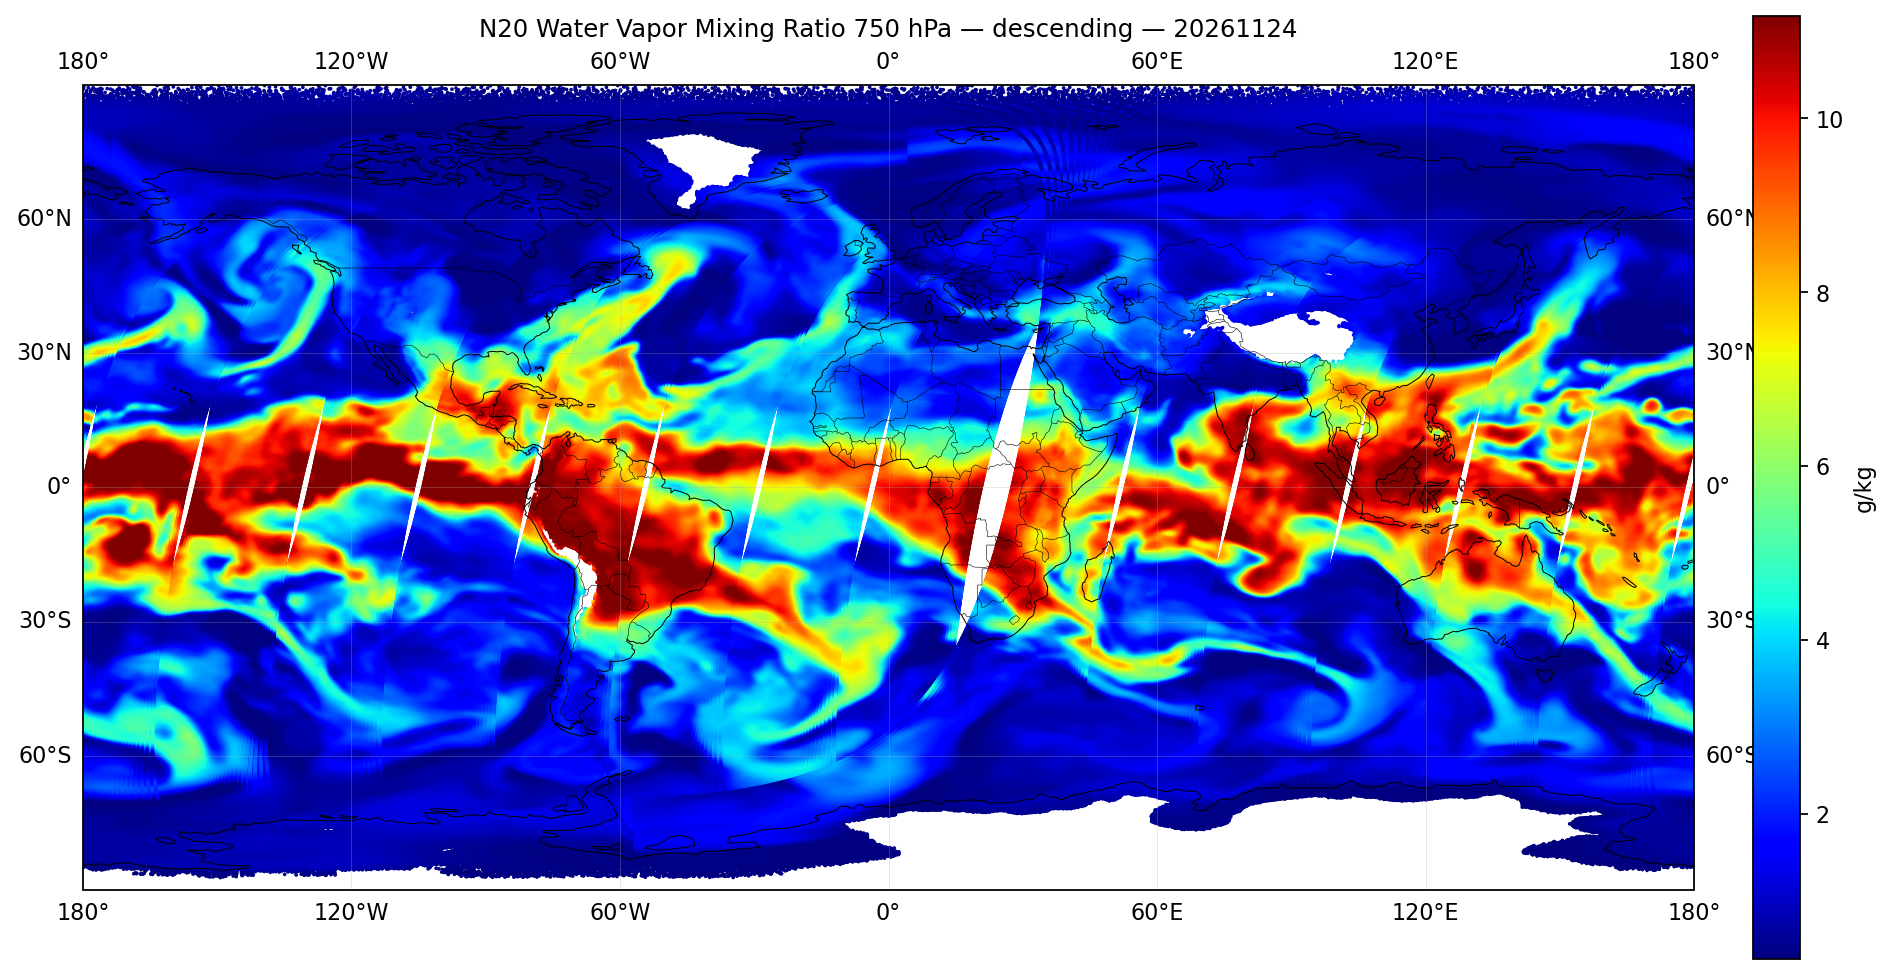 N20 Water Vapor Mixing Ratio 750 hPa — descending — 20261124
180° 120°W 60°W 0° 60°E 120°E 180°
60°N 60°N
30°N 30°N
0° 0°
30°S 30°S
60°S 60°S
180° 120°W 60°W 0° 60°E 120°E 180°
10
8
6
4
2
g/kg